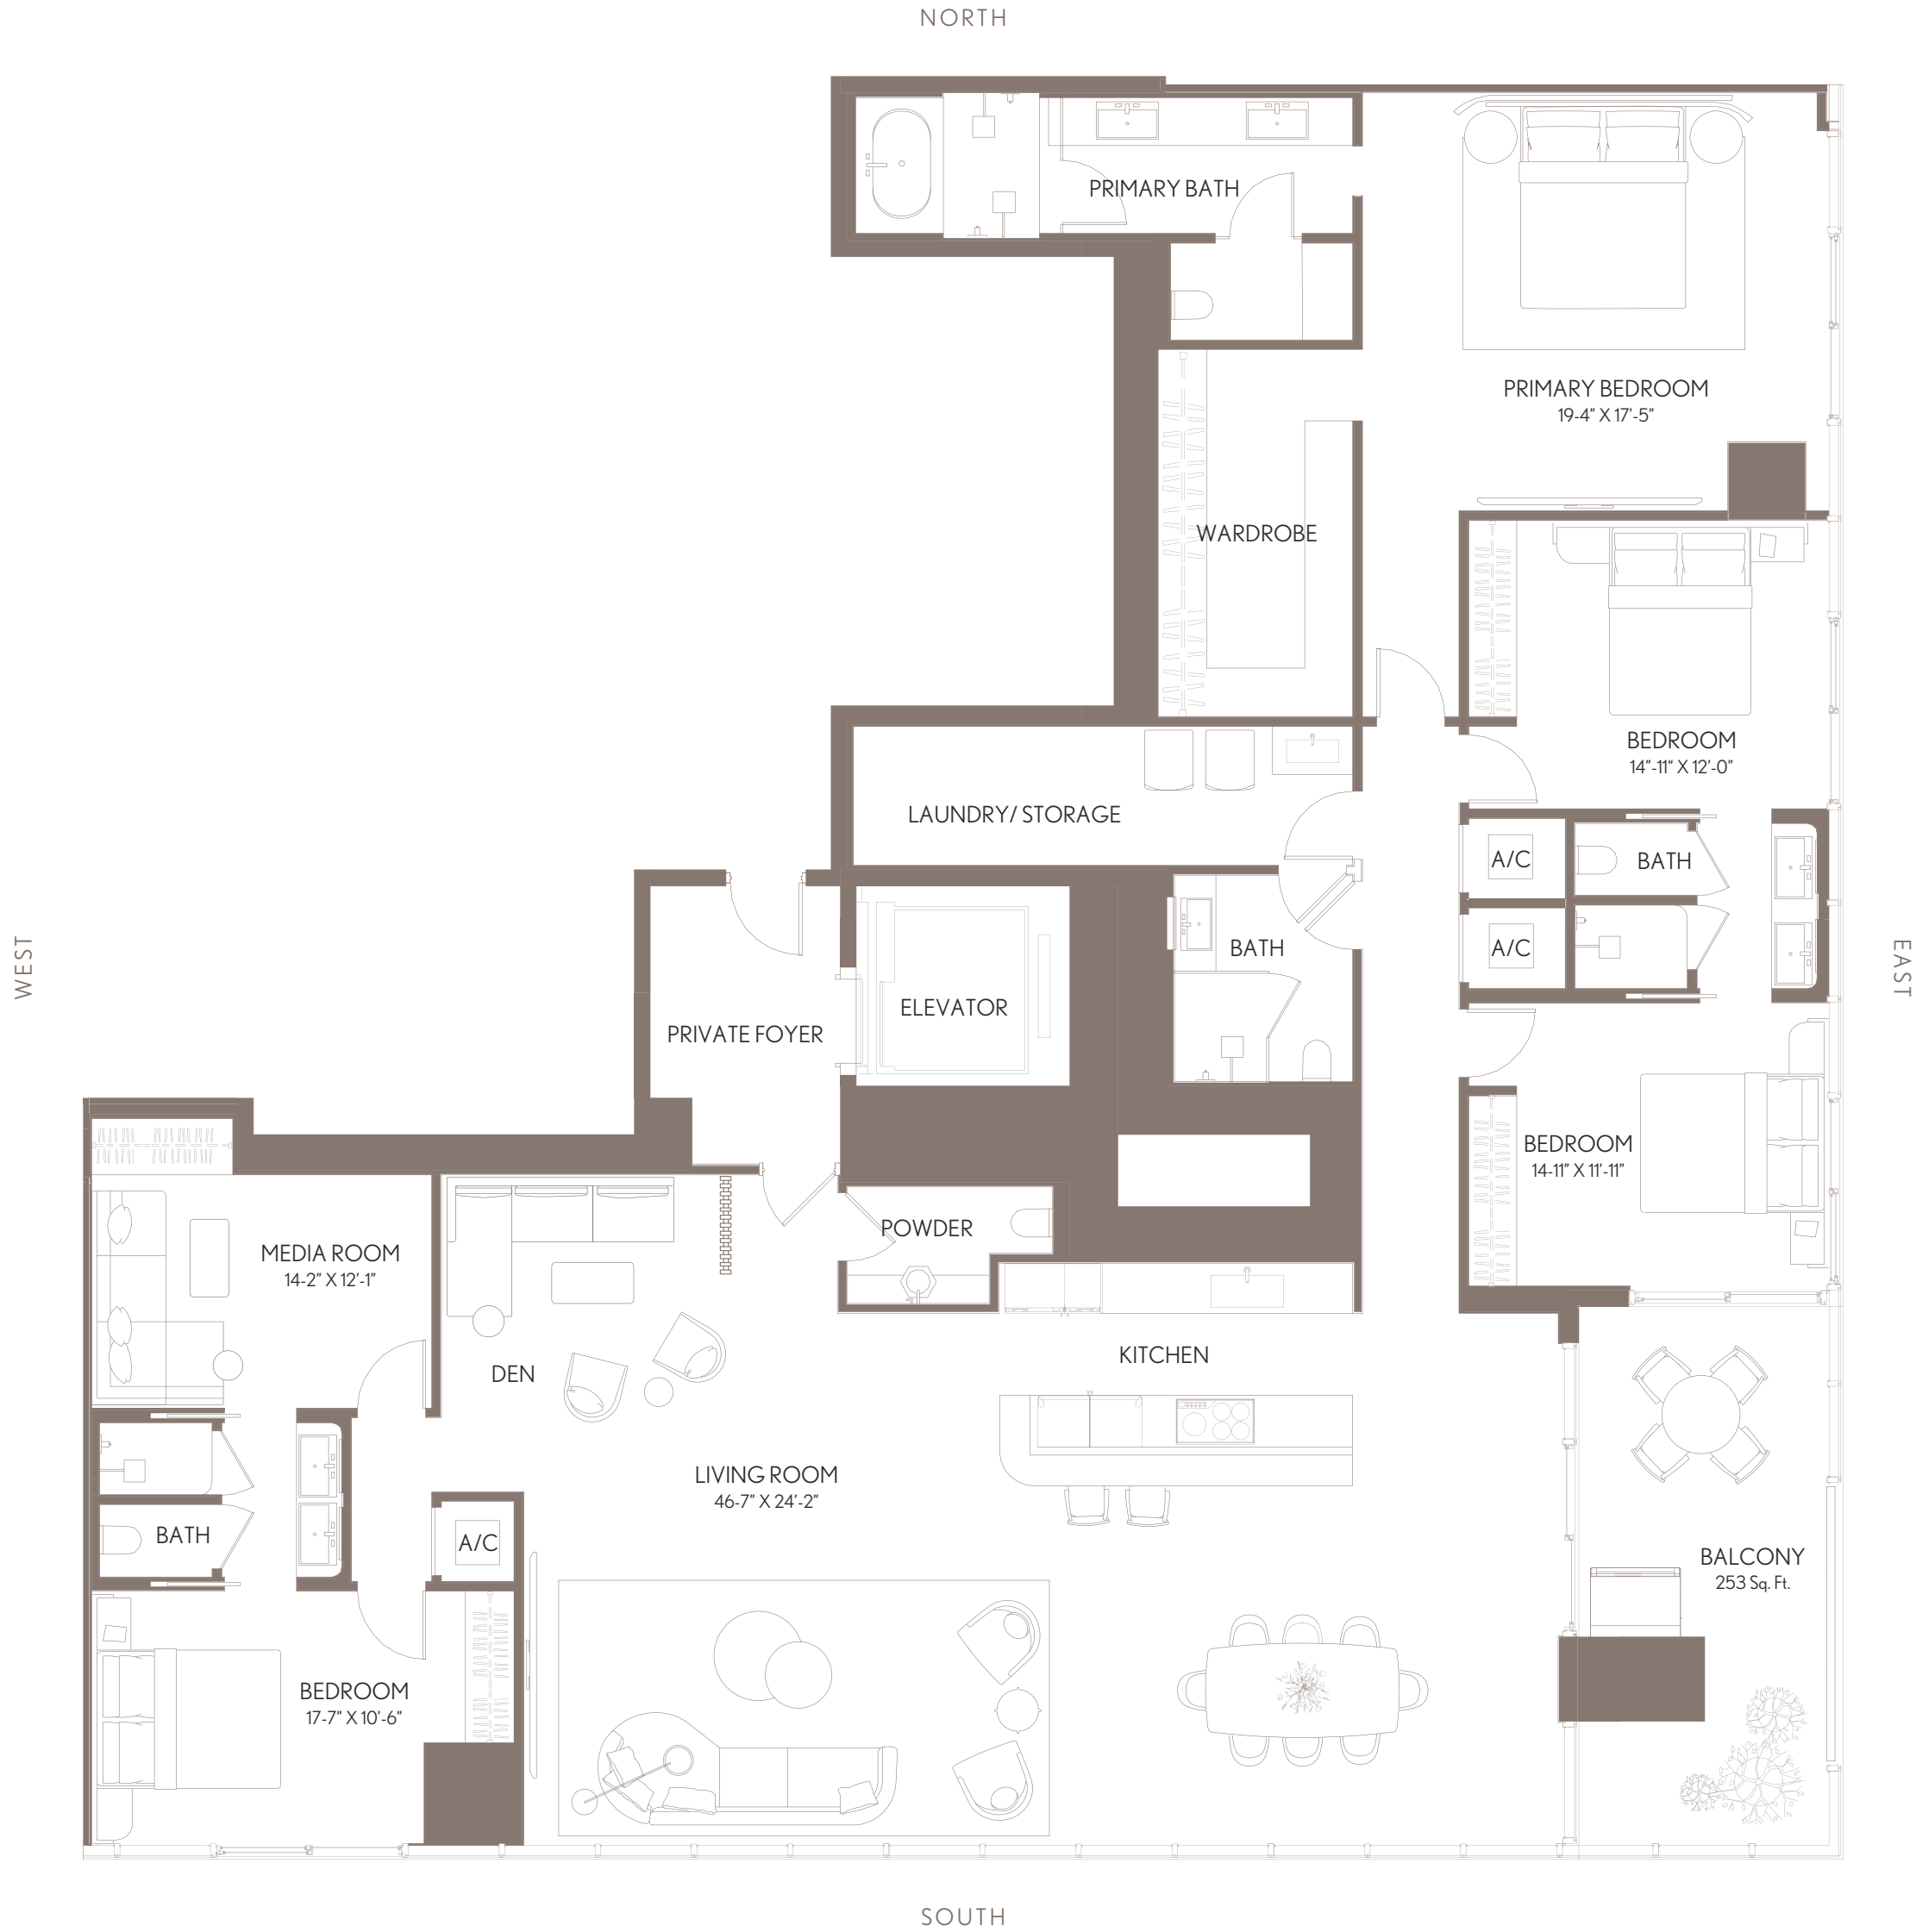 NORTH
PRIMARY BATH
PRIMARY BEDROOM
19-4” X 17’-5”
WARDROBE
BEDROOM
14”-11“ X 12’-0”
LAUNDRY/ STORAGE
A/C
BATH
A/C
BATH
WEST
EAST
ELEVATOR
PRIVATE FOYER
BEDROOM
14-11” X 11’-11”
POWDER
MEDIA ROOM
14-2” X 12’-1”
KITCHEN
DEN
LIVING ROOM
46-7” X 24’-2”
BATH
A/C
BALCONY
253 Sq. Ft.
BEDROOM
17-7” X 10’-6”
SOUTH